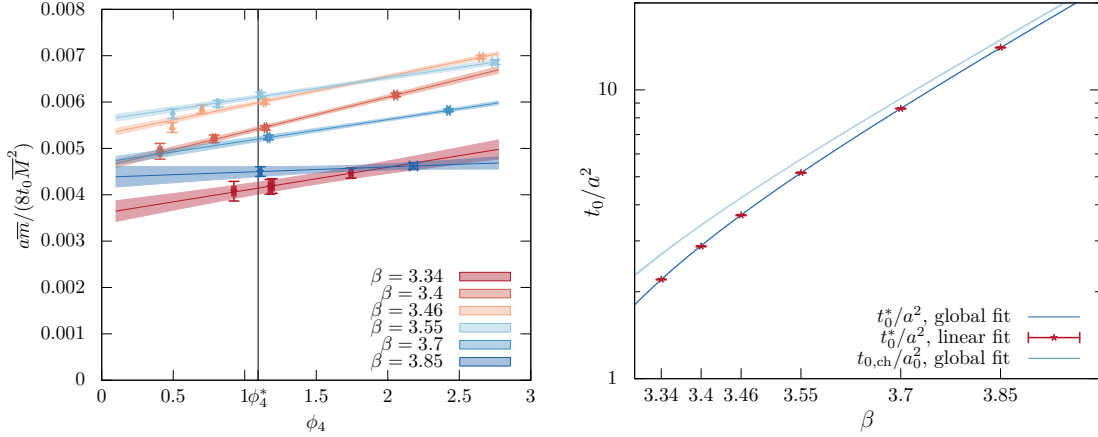 0.008
0.007
0.006
0.005
0.004
0.003
0.002
0.001
0
a\overline{m}/(8t_0\overline{M}^2)
β = 3.34
β = 3.4
β = 3.46
β = 3.55
β = 3.7
β = 3.85
0 0.5 1 ϕ₄* 1.5 2 2.5 3
ϕ₄
10
1
t₀/a²
t₀*/a², global fit
t₀*/a², linear fit
t₀,ch/a₀², global fit
3.34 3.4 3.46 3.55 3.7 3.85
β